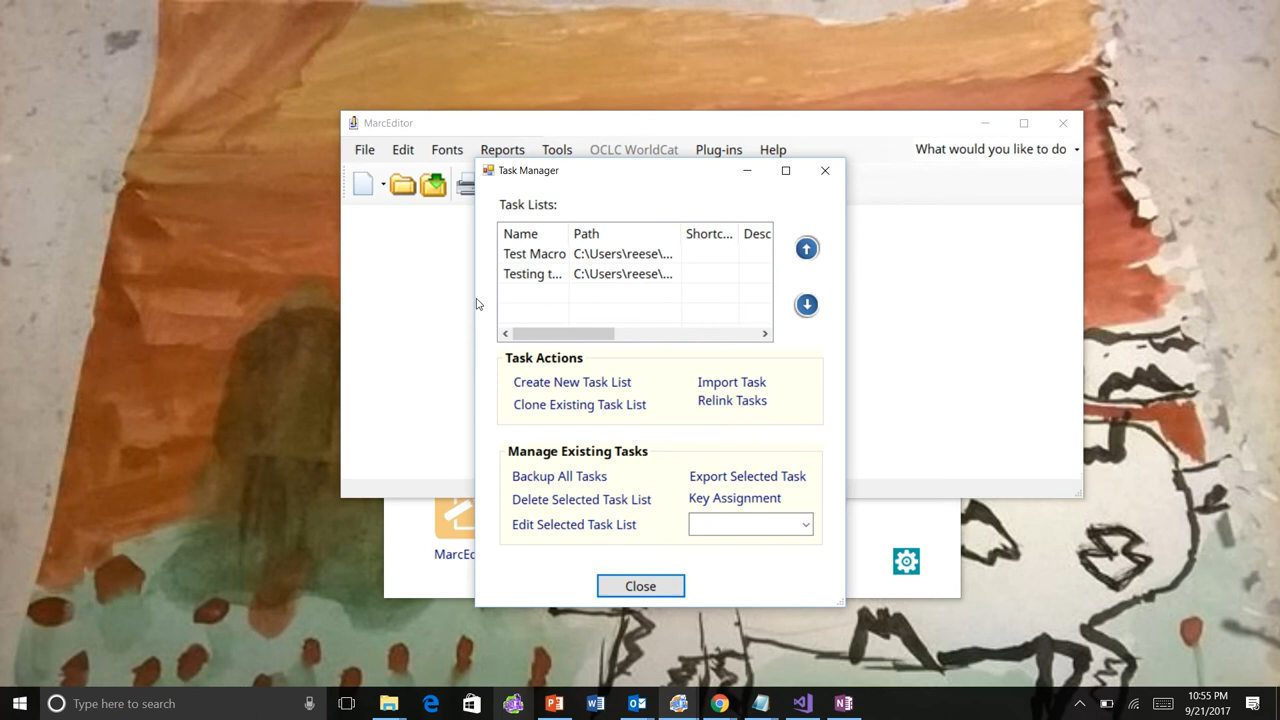 MarcEditor
File Edit Fonts Reports Tools OCLC WorldCat Plug-ins Help What would you like to do
Task Manager
Task Lists:
Name Path Shortc... Desc
Test Macro C:\Users\reese\...
Testing t... C:\Users\reese\...
Task Actions
Create New Task List Import Task
Clone Existing Task List Relink Tasks
Manage Existing Tasks
Backup All Tasks Export Selected Task
Delete Selected Task List Key Assignment
Edit Selected Task List
MarcEd
Close
Type here to search
10:55 PM
9/21/2017